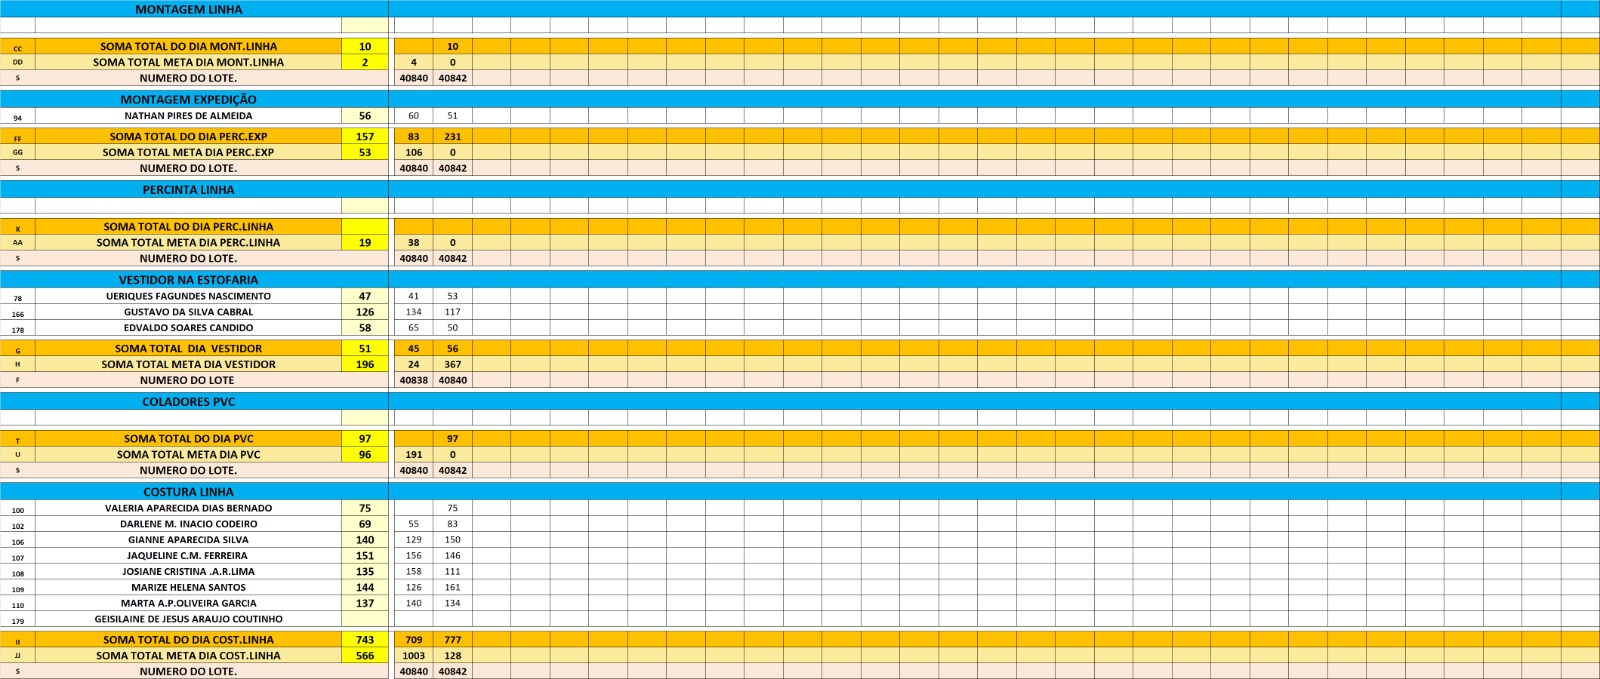 MONTAGEM LINHA
CC SOMA TOTAL DO DIA MONT.LINHA 10 10
DD SOMA TOTAL META DIA MONT.LINHA 2 4 0
S NUMERO DO LOTE. 40840 40842
MONTAGEM EXPEDIÇÃO
94 NATHAN PIRES DE ALMEIDA 56 60 51
FF SOMA TOTAL DO DIA PERC.EXP 157 83 231
GG SOMA TOTAL META DIA PERC.EXP 53 106 0
S NUMERO DO LOTE. 40840 40842
PERCINTA LINHA
K SOMA TOTAL DO DIA PERC.LINHA
AA SOMA TOTAL META DIA PERC.LINHA 19 38 0
S NUMERO DO LOTE. 40840 40842
VESTIDOR NA ESTOFARIA
78 UERIQUES FAGUNDES NASCIMENTO 47 41 53
166 GUSTAVO DA SILVA CABRAL 126 134 117
178 EDVALDO SOARES CANDIDO 58 65 50
G SOMA TOTAL DIA VESTIDOR 51 45 56
H SOMA TOTAL META DIA VESTIDOR 196 24 367
F NUMERO DO LOTE 40838 40840
COLADORES PVC
T SOMA TOTAL DO DIA PVC 97 97
U SOMA TOTAL META DIA PVC 96 191 0
S NUMERO DO LOTE. 40840 40842
COSTURA LINHA
100 VALERIA APARECIDA DIAS BERNADO 75 75
102 DARLENE M. INACIO CODEIRO 69 55 83
106 GIANNE APARECIDA SILVA 140 129 150
107 JAQUELINE C.M. FERREIRA 151 156 146
108 JOSIANE CRISTINA .A.R.LIMA 135 158 111
109 MARIZE HELENA SANTOS 144 126 161
110 MARTA A.P.OLIVEIRA GARCIA 137 140 134
179 GEISILAINE DE JESUS ARAUJO COUTINHO
II SOMA TOTAL DO DIA COST.LINHA 743 709 777
JJ SOMA TOTAL META DIA COST.LINHA 566 1003 128
S NUMERO DO LOTE. 40840 40842